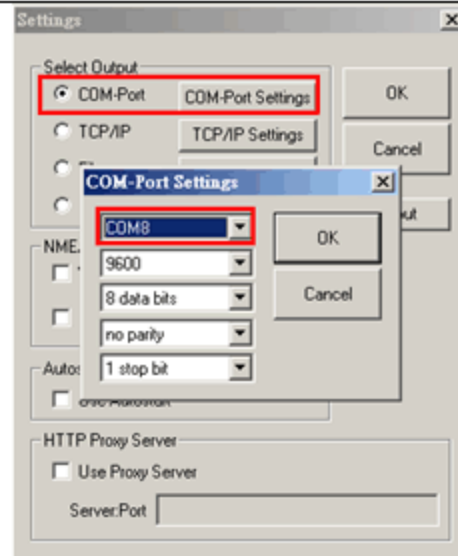 Settings
Select Output
COM-Port
COM-Port Settings
OK
TCP/IP
TCP/IP Settings
Cancel
COM-Port Settings
COM8
OK
9600
Cancel
8 data bits
no parity
1 stop bit
HTTP Proxy Server
Use Proxy Server
Server:Port